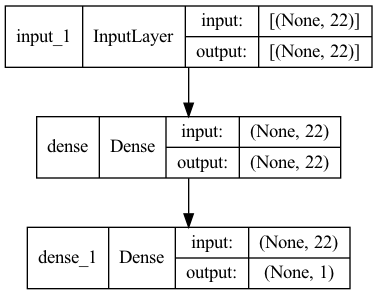 input_1 InputLayer input: [(None, 22)]
output: [(None, 22)]
dense Dense input: (None, 22)
output: (None, 22)
dense_1 Dense input: (None, 22)
output: (None, 1)